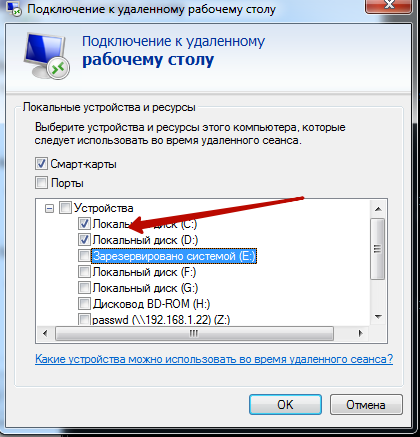 Подключение к удаленному рабочему столу
Подключение к удаленному
рабочему столу
Локальные устройства и ресурсы
Выберите устройства и ресурсы этого компьютера, которые
следует использовать во время удаленного сеанса.
Смарт-карты
Порты
Устройства
Локальный диск (C:)
Локальный диск (D:)
Зарезервировано системой (E:)
Локальный диск (F:)
Локальный диск (G:)
Дисковод BD-ROM (H:)
passwd (\\192.168.1.22) (Z:)
Какие устройства можно использовать во время удаленного сеанса?
OK
Отмена